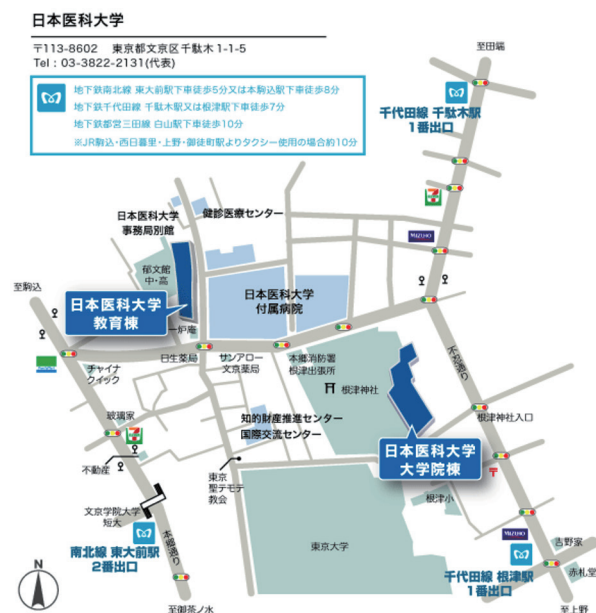 日本医科大学
〒113-8602 東京都文京区千駄木1-1-5
Tel : 03-3822-2131(代表)
地下鉄南北線 東大前駅下車徒歩5分又は本駒込駅下車徒歩8分
地下鉄千代田線 千駄木駅又は根津駅下車徒歩7分
地下鉄都営三田線 白山駅下車徒歩10分
※JR駒込・西日暮里・上野・御徒町駅よりタクシー使用の場合約10分
至田端
千代田線 千駄木駅
1番出口
MIZUHO
日本医科大学
事務局別館
健診医療センター
郁文館
中・高
至駒込
日本医科大学
教育棟
日本医科大学
付属病院
一炉庵
日生薬局
サンアロー
文京薬局
本郷消防署
根津出張所
根津神社
不忍通り
チャイナ
クイック
玻璃家
知的財産推進センター
国際交流センター
根津神社入口
日本医科大学
大学院棟
〒
不動産
東京
聖テモテ
教会
根津小
文京学院大学
短大
本郷通り
東京大学
南北線 東大前駅
2番出口
MIZUHO
吉野家
赤札堂
千代田線 根津駅
1番出口
N
至御茶ノ水
至上野